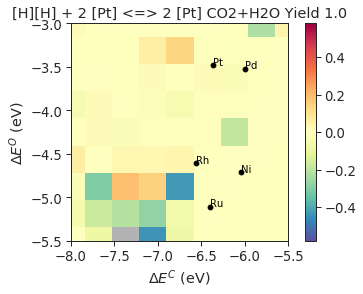 [H][H] + 2 [Pt] <=> 2 [Pt] CO2+H2O Yield 1.0
−3.0
−3.5
−4.0
−4.5
−5.0
−5.5
ΔE^O (eV)
Pt
Pd
Rh
Ni
Ru
−8.0 −7.5 −7.0 −6.5 −6.0 −5.5
ΔE^C (eV)
0.4
0.2
0.0
−0.2
−0.4